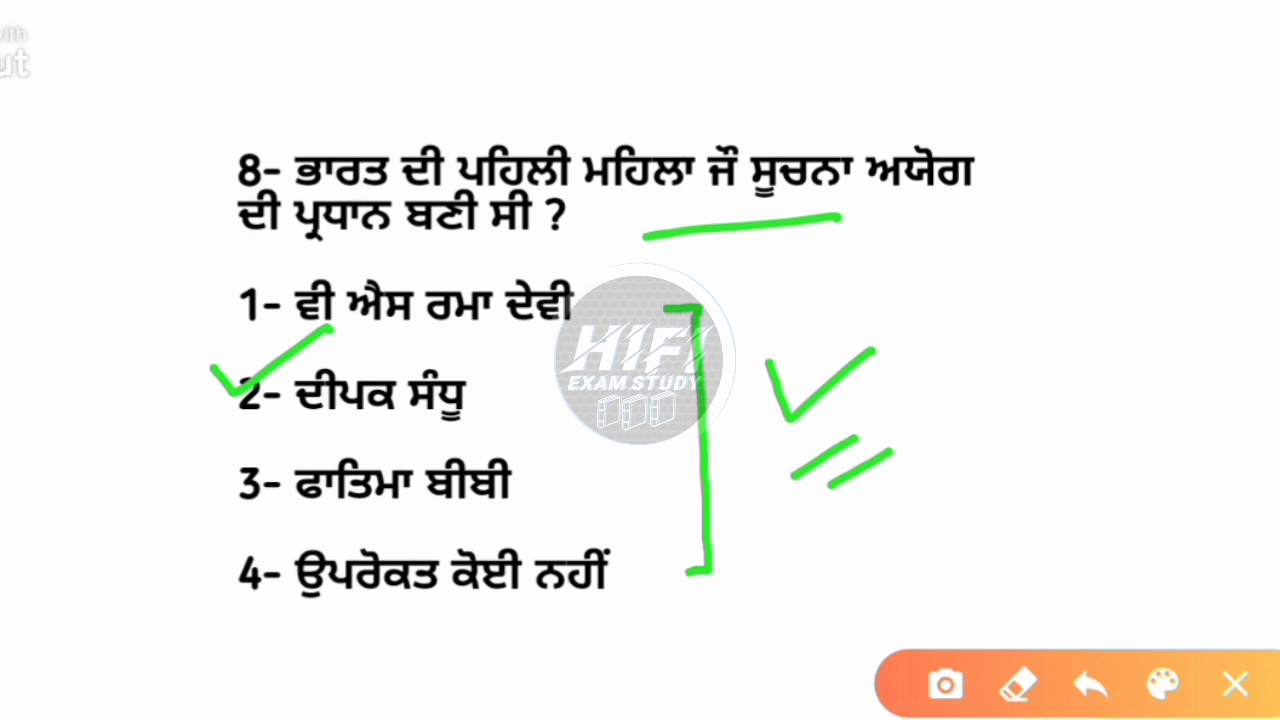 8- ਭਾਰਤ ਦੀ ਪਹਿਲੀ ਮਹਿਲਾ ਜੌ ਸੂਚਨਾ ਅਯੋਗ
ਦੀ ਪ੍ਰਧਾਨ ਬਣੀ ਸੀ ?
1- ਵੀ ਐਸ ਰਮਾ ਦੇਵੀ
2- ਦੀਪਕ ਸੰਧੂ
3- ਫਾਤਿਮਾ ਬੀਬੀ
4- ਉਪਰੋਕਤ ਕੋਈ ਨਹੀਂ
HIFI
EXAM STUDY